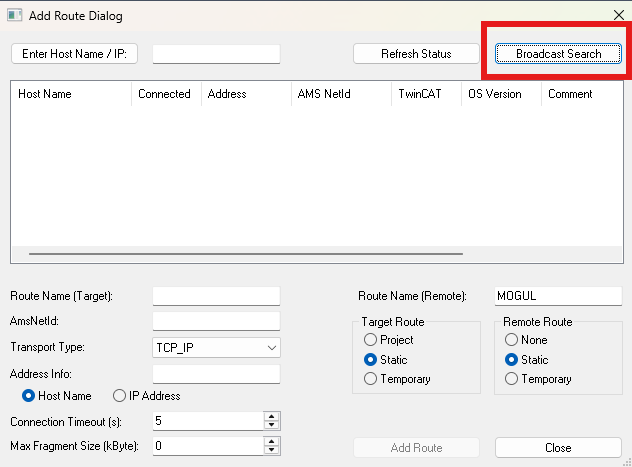 Add Route Dialog
Enter Host Name / IP: Refresh Status Broadcast Search
Host Name Connected Address AMS NetId TwinCAT OS Version Comment
Route Name (Target): Route Name (Remote): MOGUL
AmsNetId: Target Route Remote Route
Project None
Transport Type: TCP_IP Static Static
Address Info: Temporary Temporary
Host Name IP Address
Connection Timeout (s): 5
Max Fragment Size (kByte): 0 Add Route Close